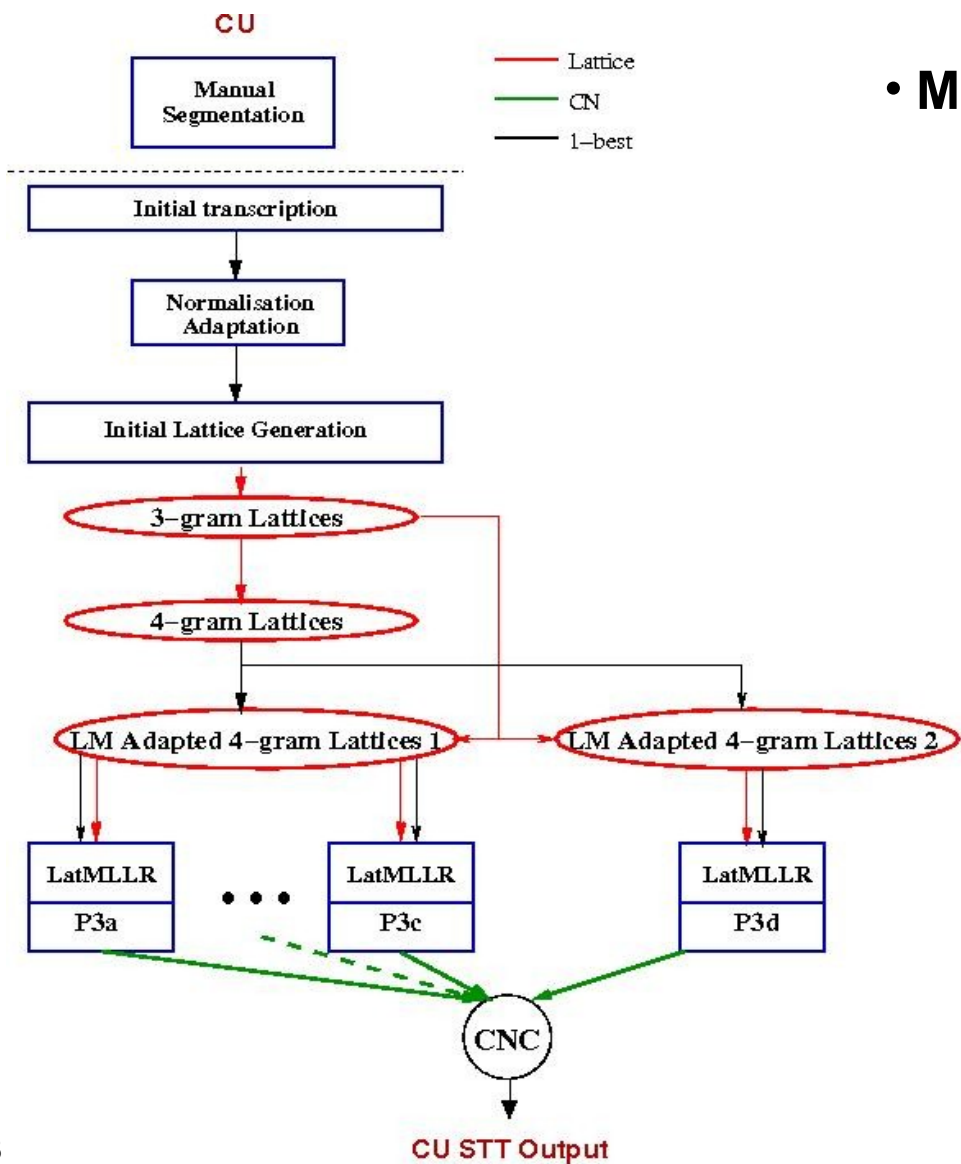 CU
Lattice
CN
1-best
• M
Manual
Segmentation
Initial transcription
Normalisation
Adaptation
Initial Lattice Generation
3-gram Lattices
4-gram Lattices
LM Adapted 4-gram Lattices 1
LM Adapted 4-gram Lattices 2
LatMLLR
P3a
• • •
LatMLLR
P3c
LatMLLR
P3d
CNC
CU STT Output